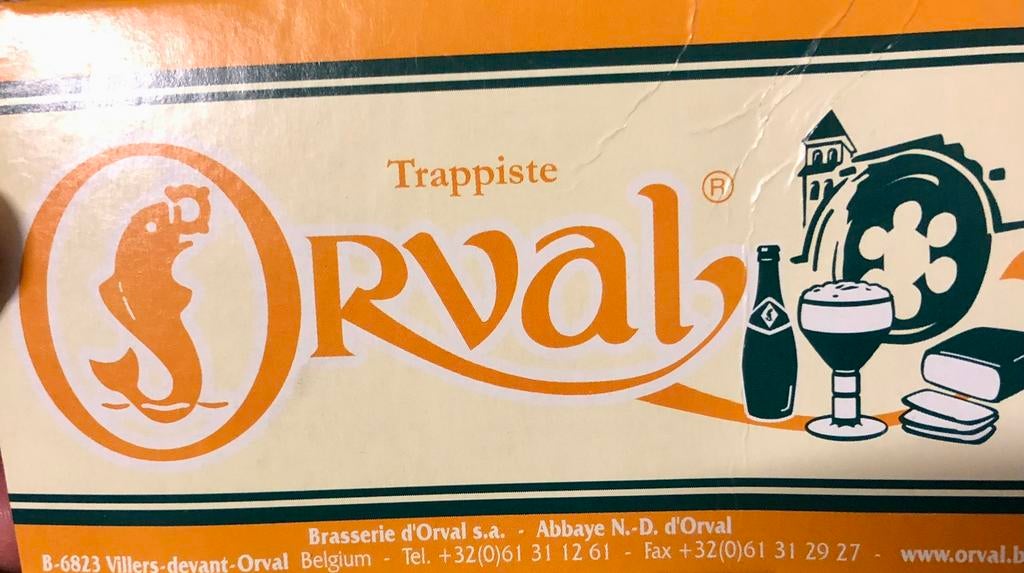 Trappiste
Orval ®
Brasserie d'Orval s.a. - Abbaye N.-D. d'Orval
B-6823 Villers-devant-Orval Belgium - Tel. +32(0)61 31 12 61 - Fax +32(0)61 31 29 27 - www.orval.b